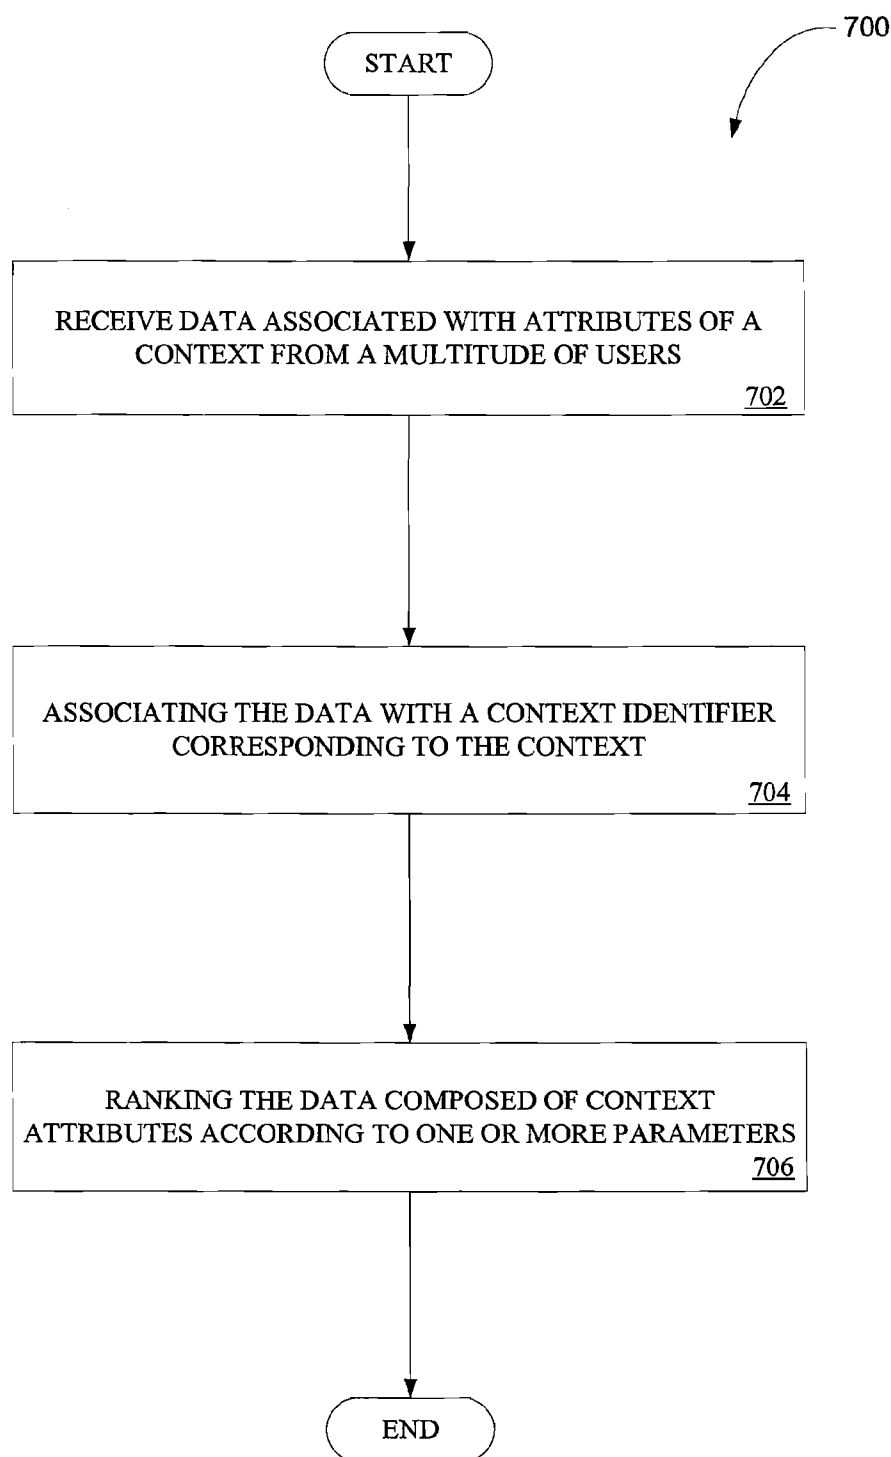 700
START
RECEIVE DATA ASSOCIATED WITH ATTRIBUTES OF A
CONTEXT FROM A MULTITUDE OF USERS
702
ASSOCIATING THE DATA WITH A CONTEXT IDENTIFIER
CORRESPONDING TO THE CONTEXT
704
RANKING THE DATA COMPOSED OF CONTEXT
ATTRIBUTES ACCORDING TO ONE OR MORE PARAMETERS
706
END